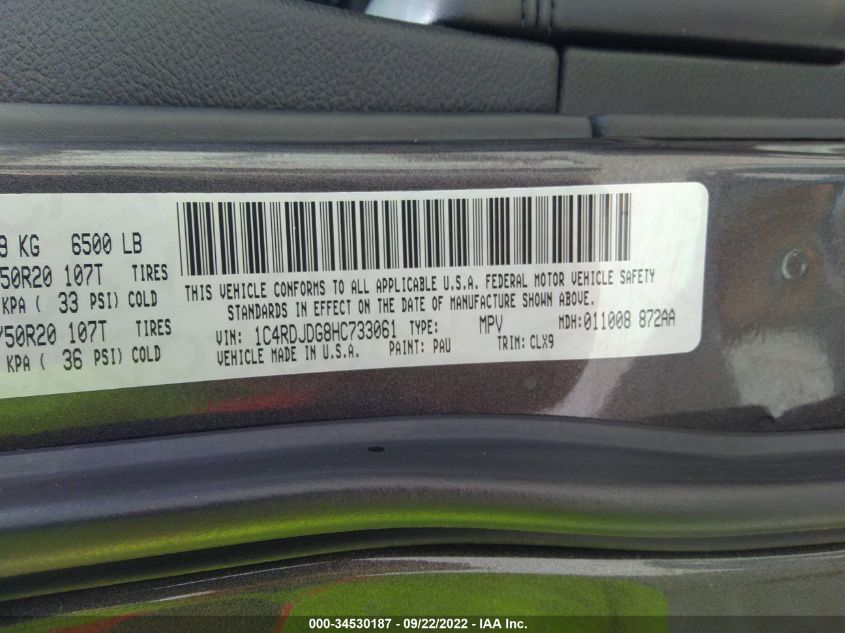 9 KG 6500 LB
50R20 107T TIRES
KPA ( 33 PSI) COLD
/50R20 107T TIRES
KPA ( 36 PSI) COLD
THIS VEHICLE CONFORMS TO ALL APPLICABLE U.S.A. FEDERAL MOTOR VEHICLE SAFETY
STANDARDS IN EFFECT ON THE DATE OF MANUFACTURE SHOWN ABOVE.
VIN: 1C4RDJDG8HC733061 TYPE: MPV MDH:011008 872AA
VEHICLE MADE IN U.S.A. PAINT: PAU TRIM: CLX9
000-34530187 - 09/22/2022 - IAA Inc.